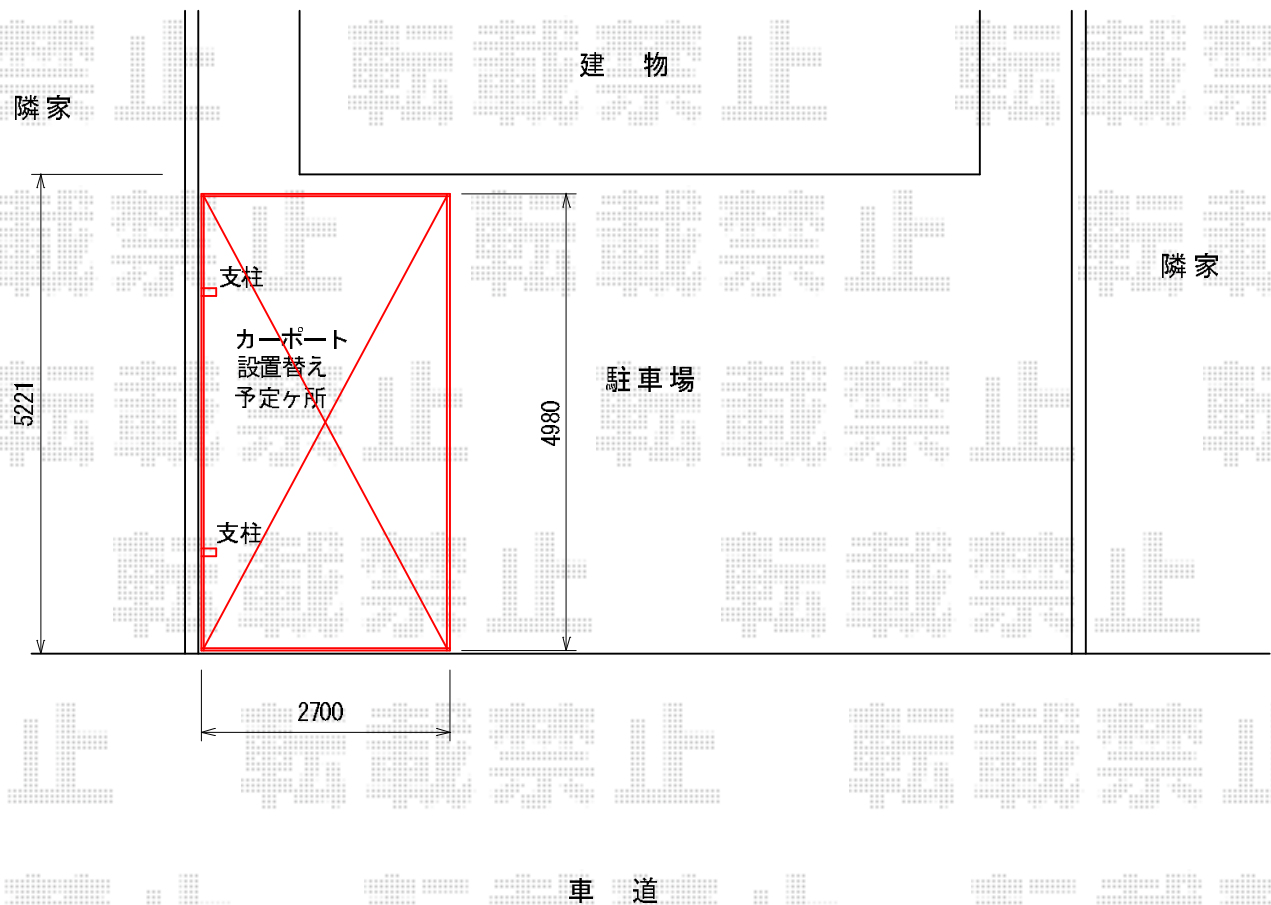 建 物
隣家
隣家
支柱
カーポート
設置替え
予定ヶ所
駐車場
5221
4980
支柱
2700
車 道
転載禁止